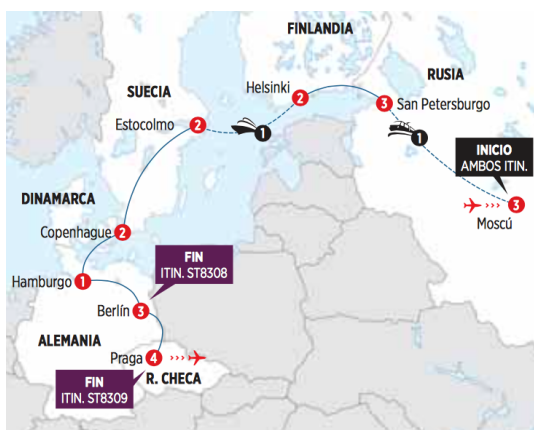 FINLANDIA
Helsinki 2
RUSIA
3 San Petersburgo
SUECIA
Estocolmo 2
1
1
INICIO
AMBOS ITIN.
3
Moscú
DINAMARCA
Copenhague 2
FIN
ITIN. ST8308
Hamburgo 1
Berlín 3
ALEMANIA
Praga 4
R. CHECA
FIN
ITIN. ST8309